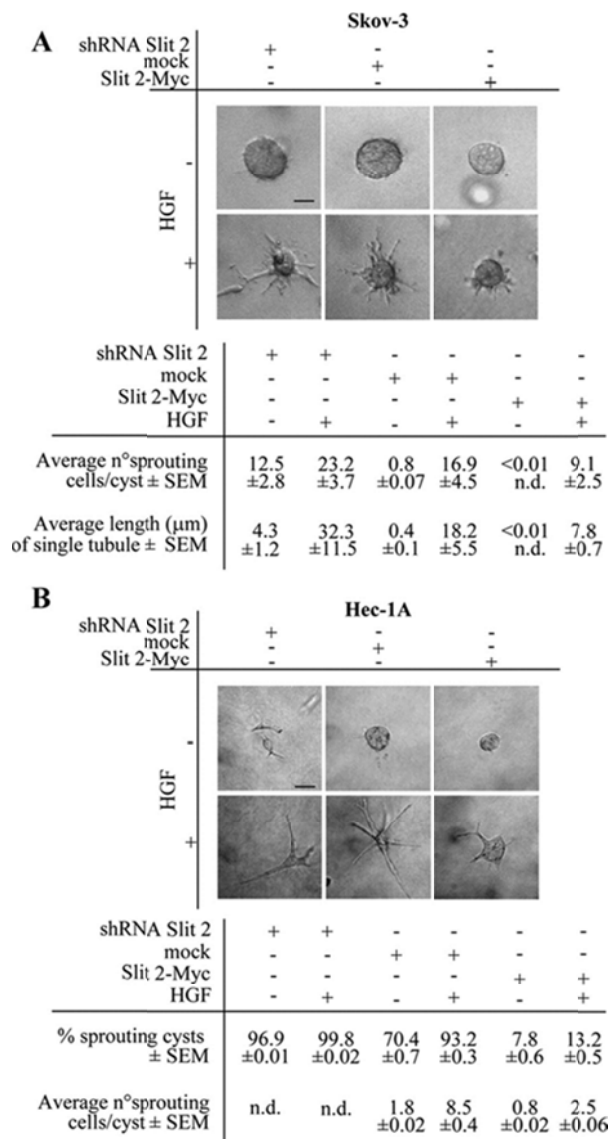 A
Skov-3
shRNA Slit 2 + - -
mock - + -
Slit 2-Myc - - +
HGF
-
+
shRNA Slit 2 + + - - - -
mock - - + + - -
Slit 2-Myc - - - - + +
HGF - + - + - +
Average n°sprouting 12.5 23.2 0.8 16.9 <0.01 9.1
cells/cyst ± SEM ±2.8 ±3.7 ±0.07 ±4.5 n.d. ±2.5
Average length (μm) 4.3 32.3 0.4 18.2 <0.01 7.8
of single tubule ± SEM ±1.2 ±11.5 ±0.1 ±5.5 n.d. ±0.7
B
Hec-1A
shRNA Slit 2 + - -
mock - + -
Slit 2-Myc - - +
HGF
-
+
shRNA Slit 2 + + - - - -
mock - - + + - -
Slit 2-Myc - - - - + +
HGF - + - + - +
% sprouting cysts 96.9 99.8 70.4 93.2 7.8 13.2
± SEM ±0.01 ±0.02 ±0.7 ±0.3 ±0.6 ±0.5
Average n°sprouting n.d. n.d. 1.8 8.5 0.8 2.5
cells/cyst ± SEM ±0.02 ±0.4 ±0.02 ±0.06